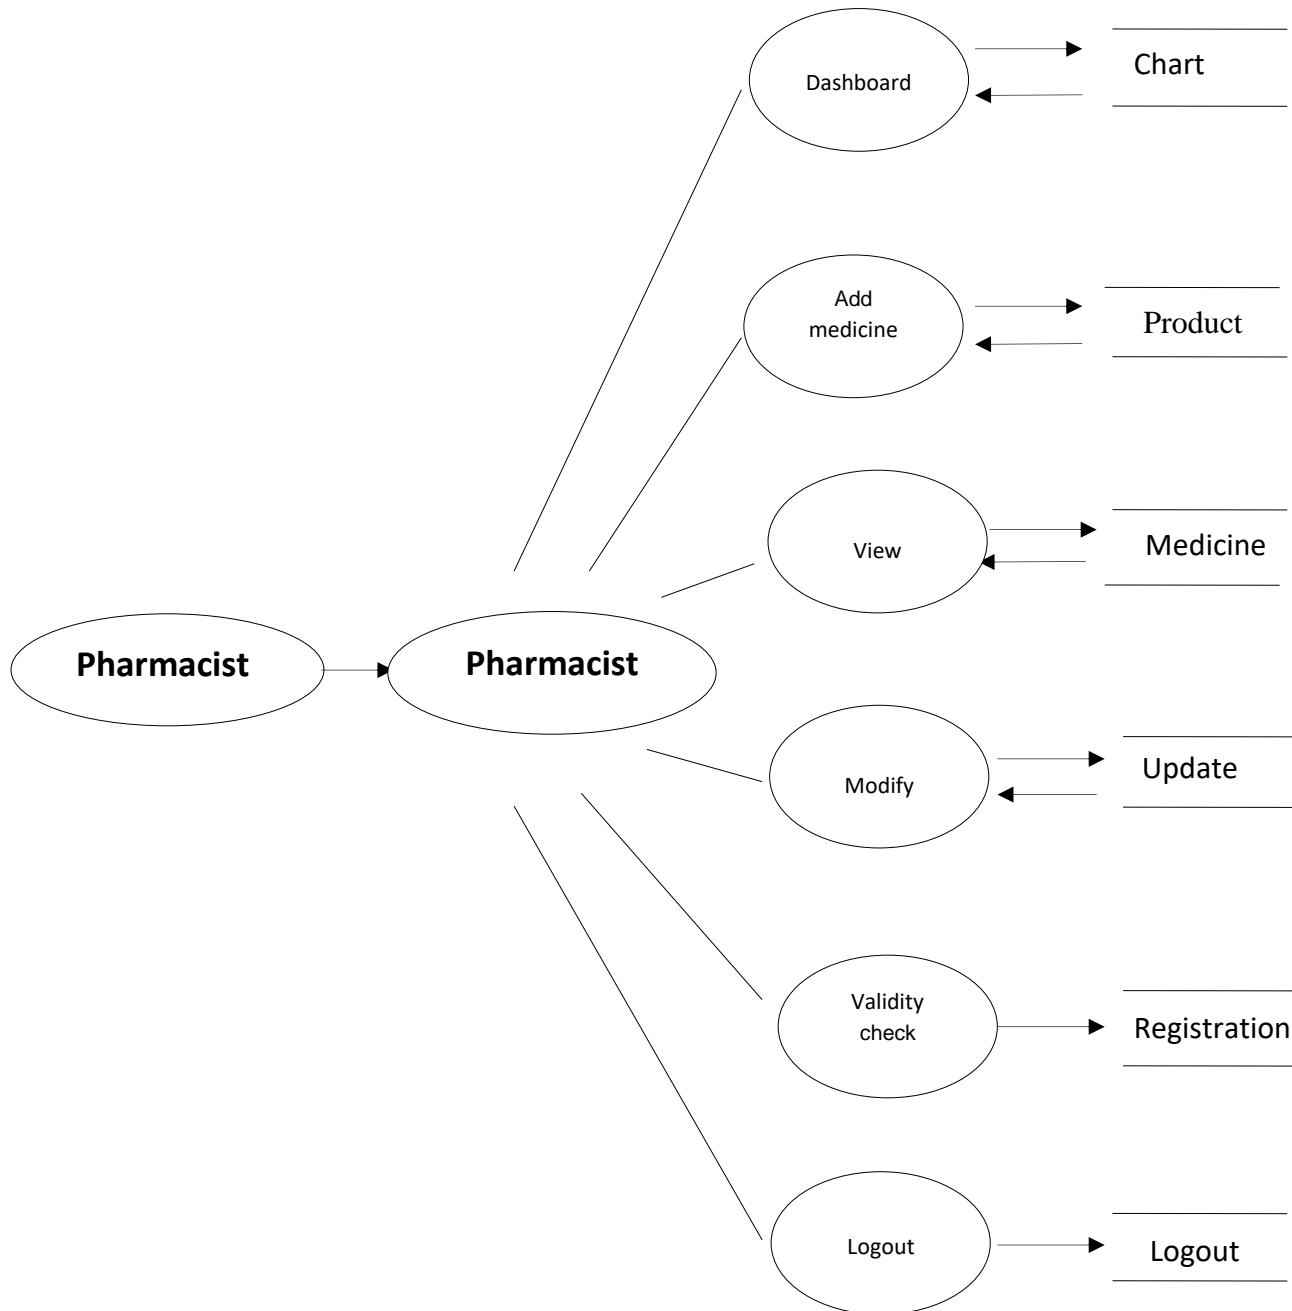 Dashboard
Chart
Add
medicine
Product
View
Medicine
Pharmacist
Pharmacist
Modify
Update
Validity
check
Registration
Logout
Logout